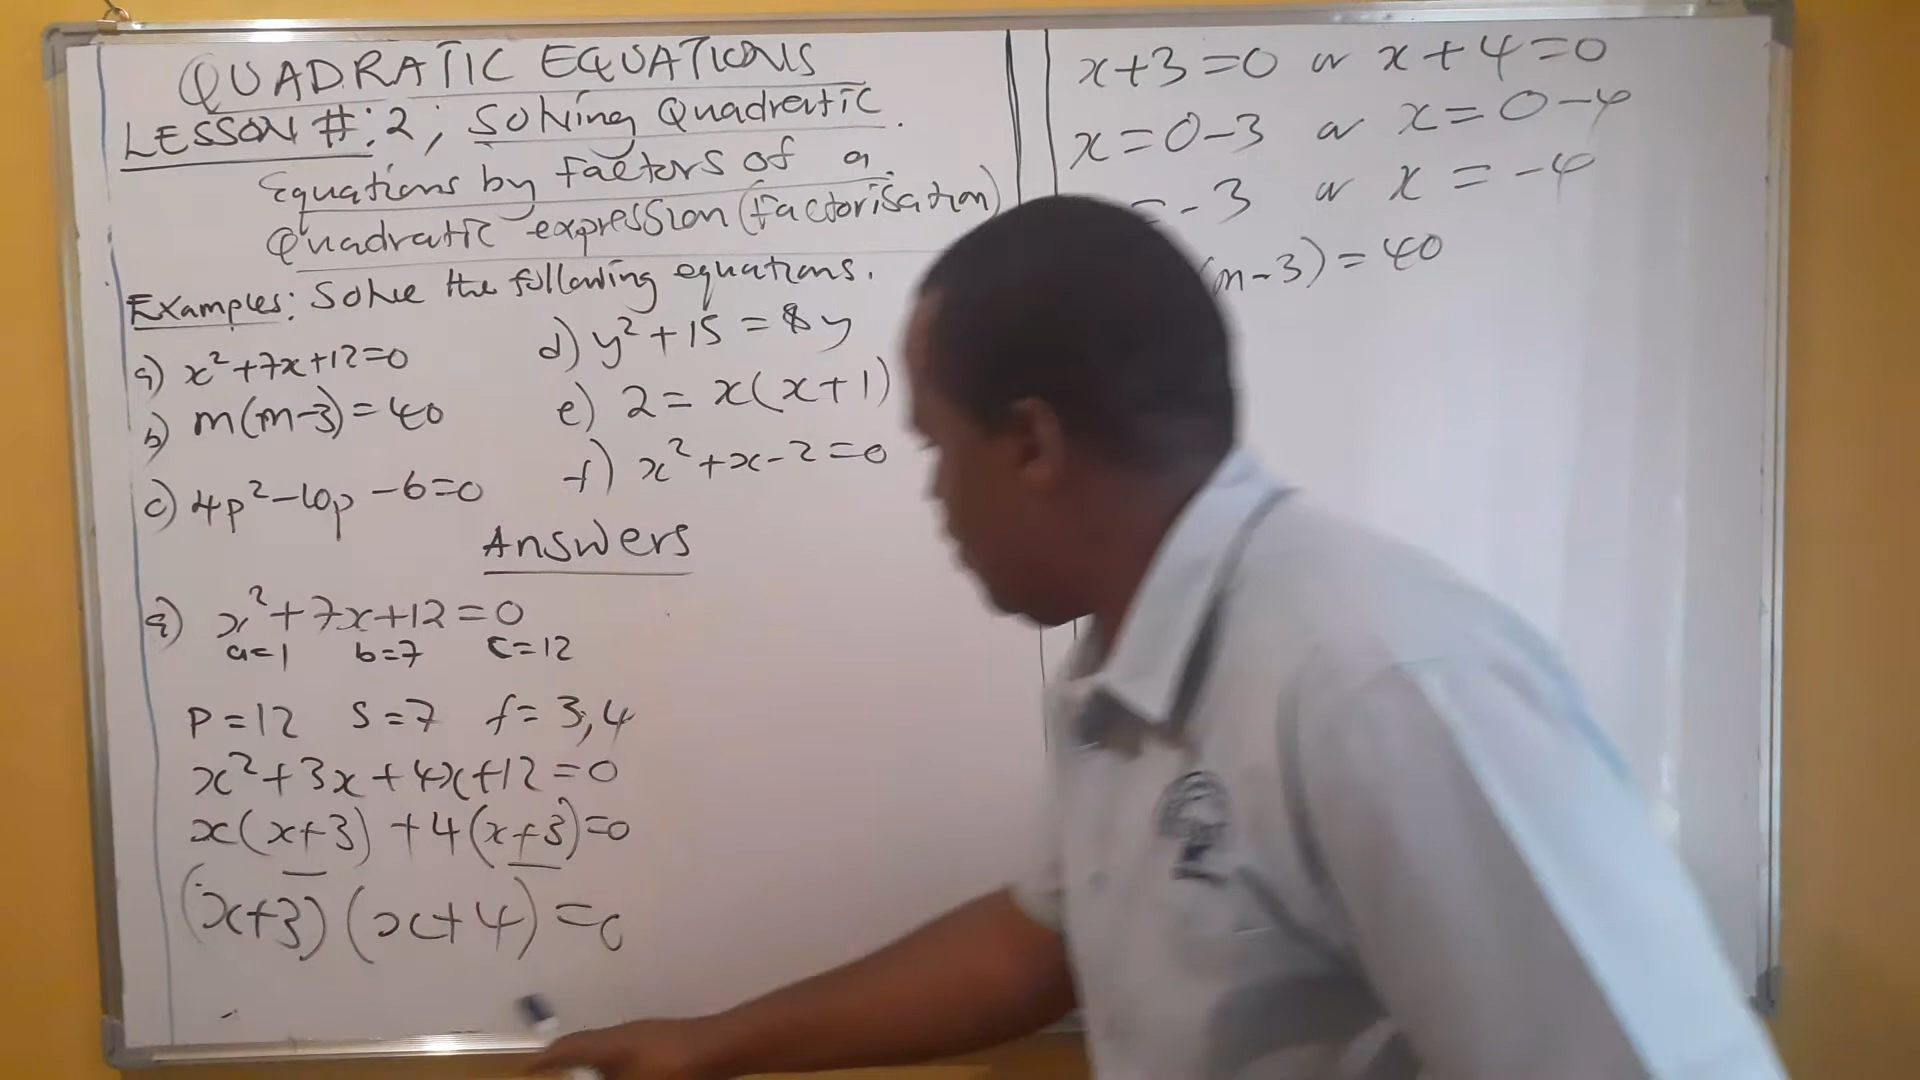 QUADRATIC EQUATIONS
LESSON #:2; Solving Quadratic
Equations by factors of a
Quadratic expression (factorisation)
Examples: Solve the following equations.
a) x²+7x+12=0
b) m(m-3)=40
c) 4p²-10p-6=0
d) y²+15=8y
e) 2=x(x+1)
f) x²+x-2=0
Answers
a) x²+7x+12=0
a=1 b=7 c=12
P=12 S=7 f=3,4
x²+3x+4x+12=0
x(x+3)+4(x+3)=0
(x+3)(x+4)=0
x+3=0 or x+4=0
x=0-3 or x=0-4
=-3 or x=-4
(m-3)=40